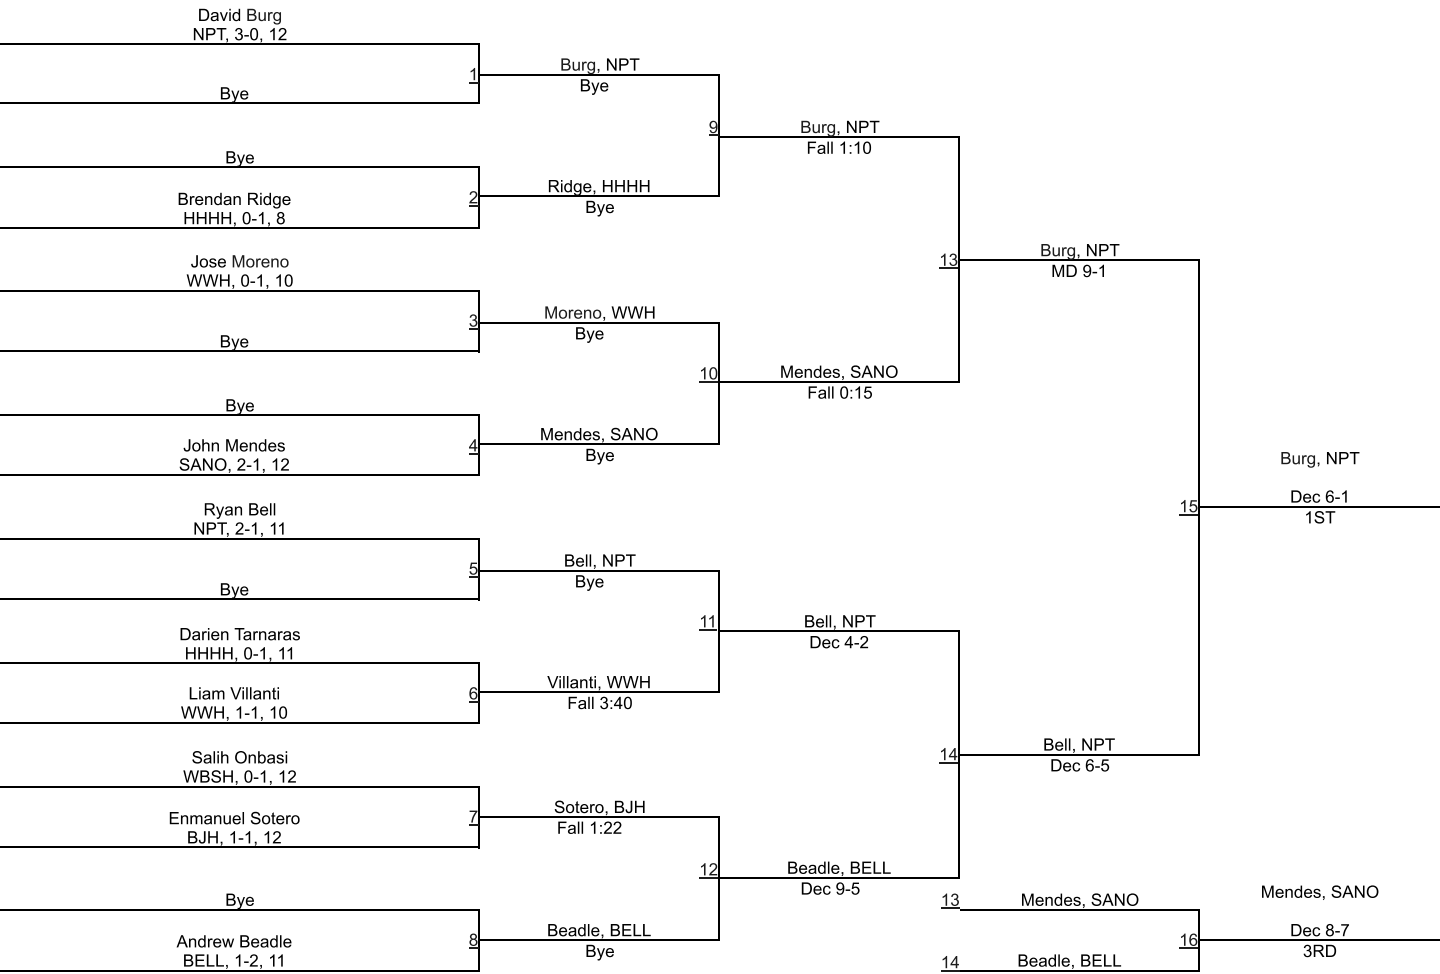 David Burg
NPT, 3-0, 12
Bye
1
Burg, NPT
Bye
Bye
Brendan Ridge
HHHH, 0-1, 8
2
Ridge, HHHH
Bye
9
Burg, NPT
Fall 1:10
Jose Moreno
WWH, 0-1, 10
Bye
3
Moreno, WWH
Bye
Bye
John Mendes
SANO, 2-1, 12
4
Mendes, SANO
Bye
10
Mendes, SANO
Fall 0:15
13
Burg, NPT
MD 9-1
Ryan Bell
NPT, 2-1, 11
Bye
5
Bell, NPT
Bye
Darien Tarnaras
HHHH, 0-1, 11
Liam Villanti
WWH, 1-1, 10
6
Villanti, WWH
Fall 3:40
11
Bell, NPT
Dec 4-2
Salih Onbasi
WBSH, 0-1, 12
Enmanuel Sotero
BJH, 1-1, 12
7
Sotero, BJH
Fall 1:22
Bye
Andrew Beadle
BELL, 1-2, 11
8
Beadle, BELL
Bye
12
Beadle, BELL
Dec 9-5
14
Bell, NPT
Dec 6-5
15
Burg, NPT
Dec 6-1
1ST
13
Mendes, SANO
14
Beadle, BELL
16
Mendes, SANO
Dec 8-7
3RD